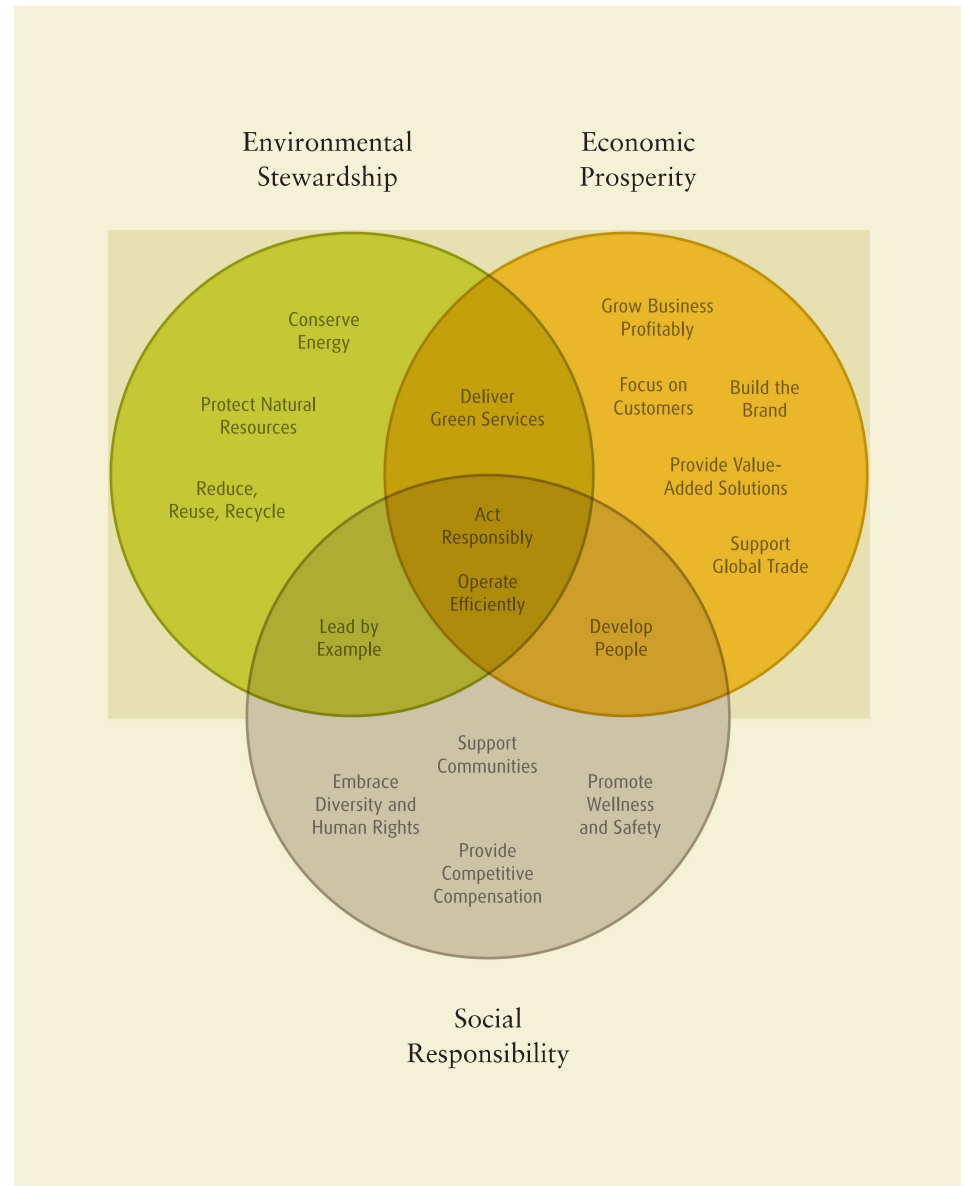 Environmental
Stewardship
Economic
Prosperity
Conserve
Energy
Protect Natural
Resources
Reduce,
Reuse, Recycle
Deliver
Green Services
Grow Business
Profitably
Focus on
Customers
Build the
Brand
Provide Value-
Added Solutions
Support
Global Trade
Act
Responsibly
Operate
Efficiently
Lead by
Example
Develop
People
Support
Communities
Embrace
Diversity and
Human Rights
Promote
Wellness
and Safety
Provide
Competitive
Compensation
Social
Responsibility